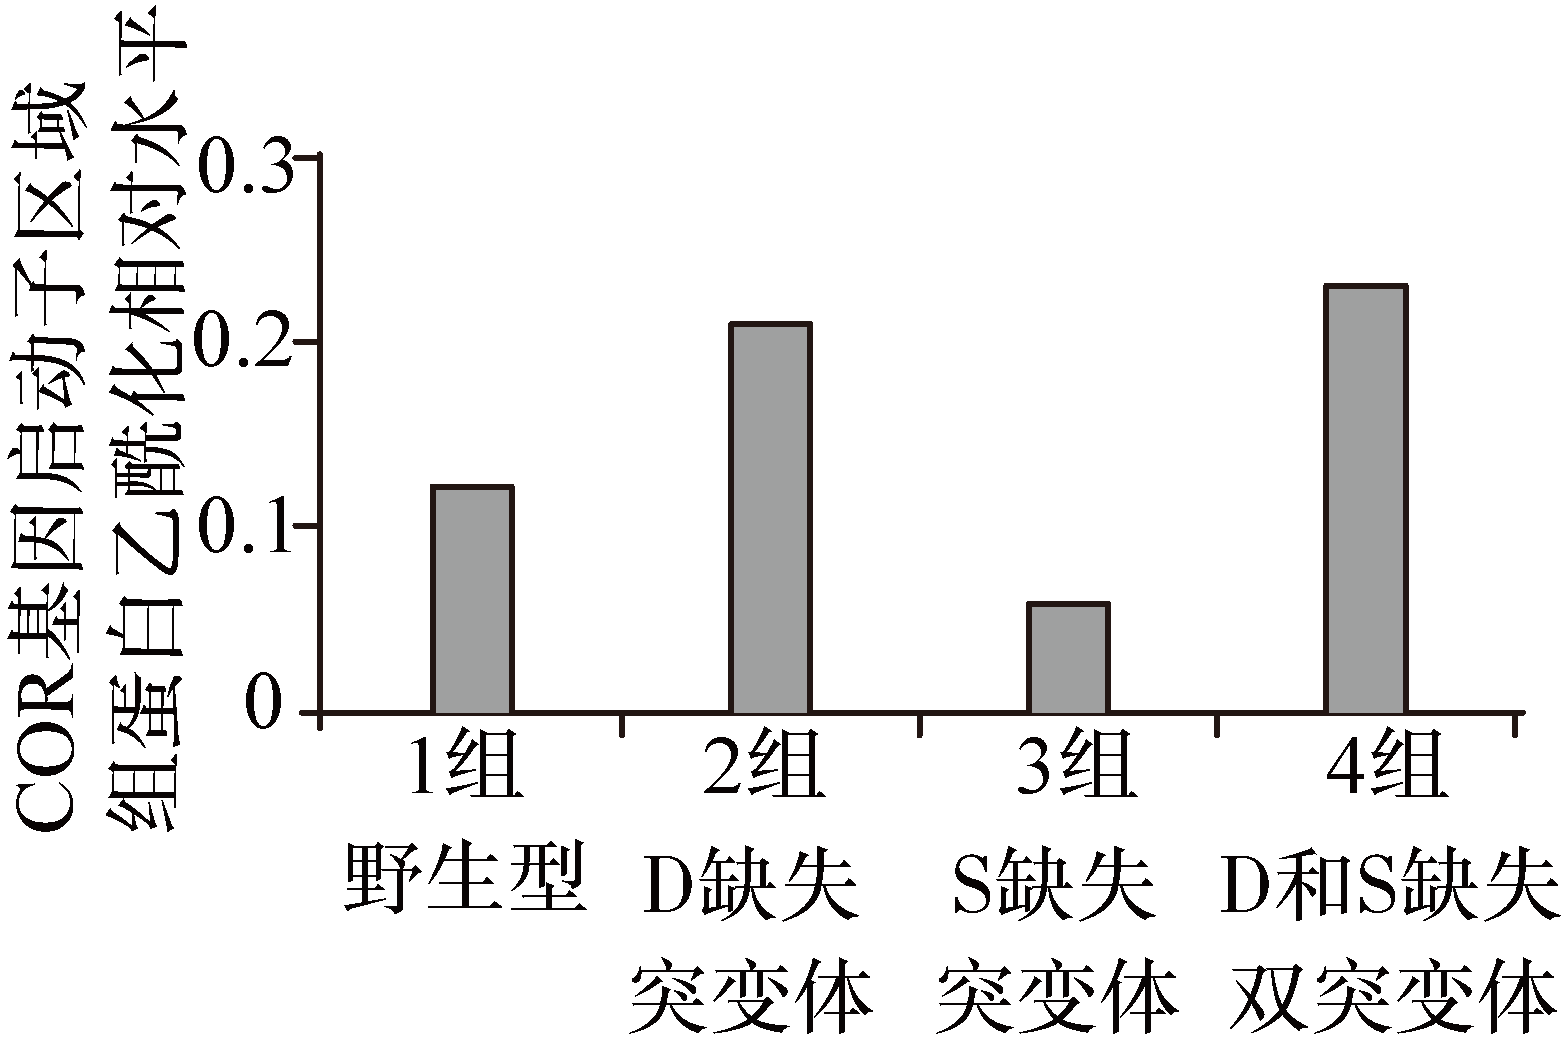 COR基因启动子区域
组蛋白乙酰化相对水平
0.3
0.2
0.1
0
1组 2组 3组 4组
野生型 D缺失 S缺失 D和S缺失
突变体 突变体 双突变体